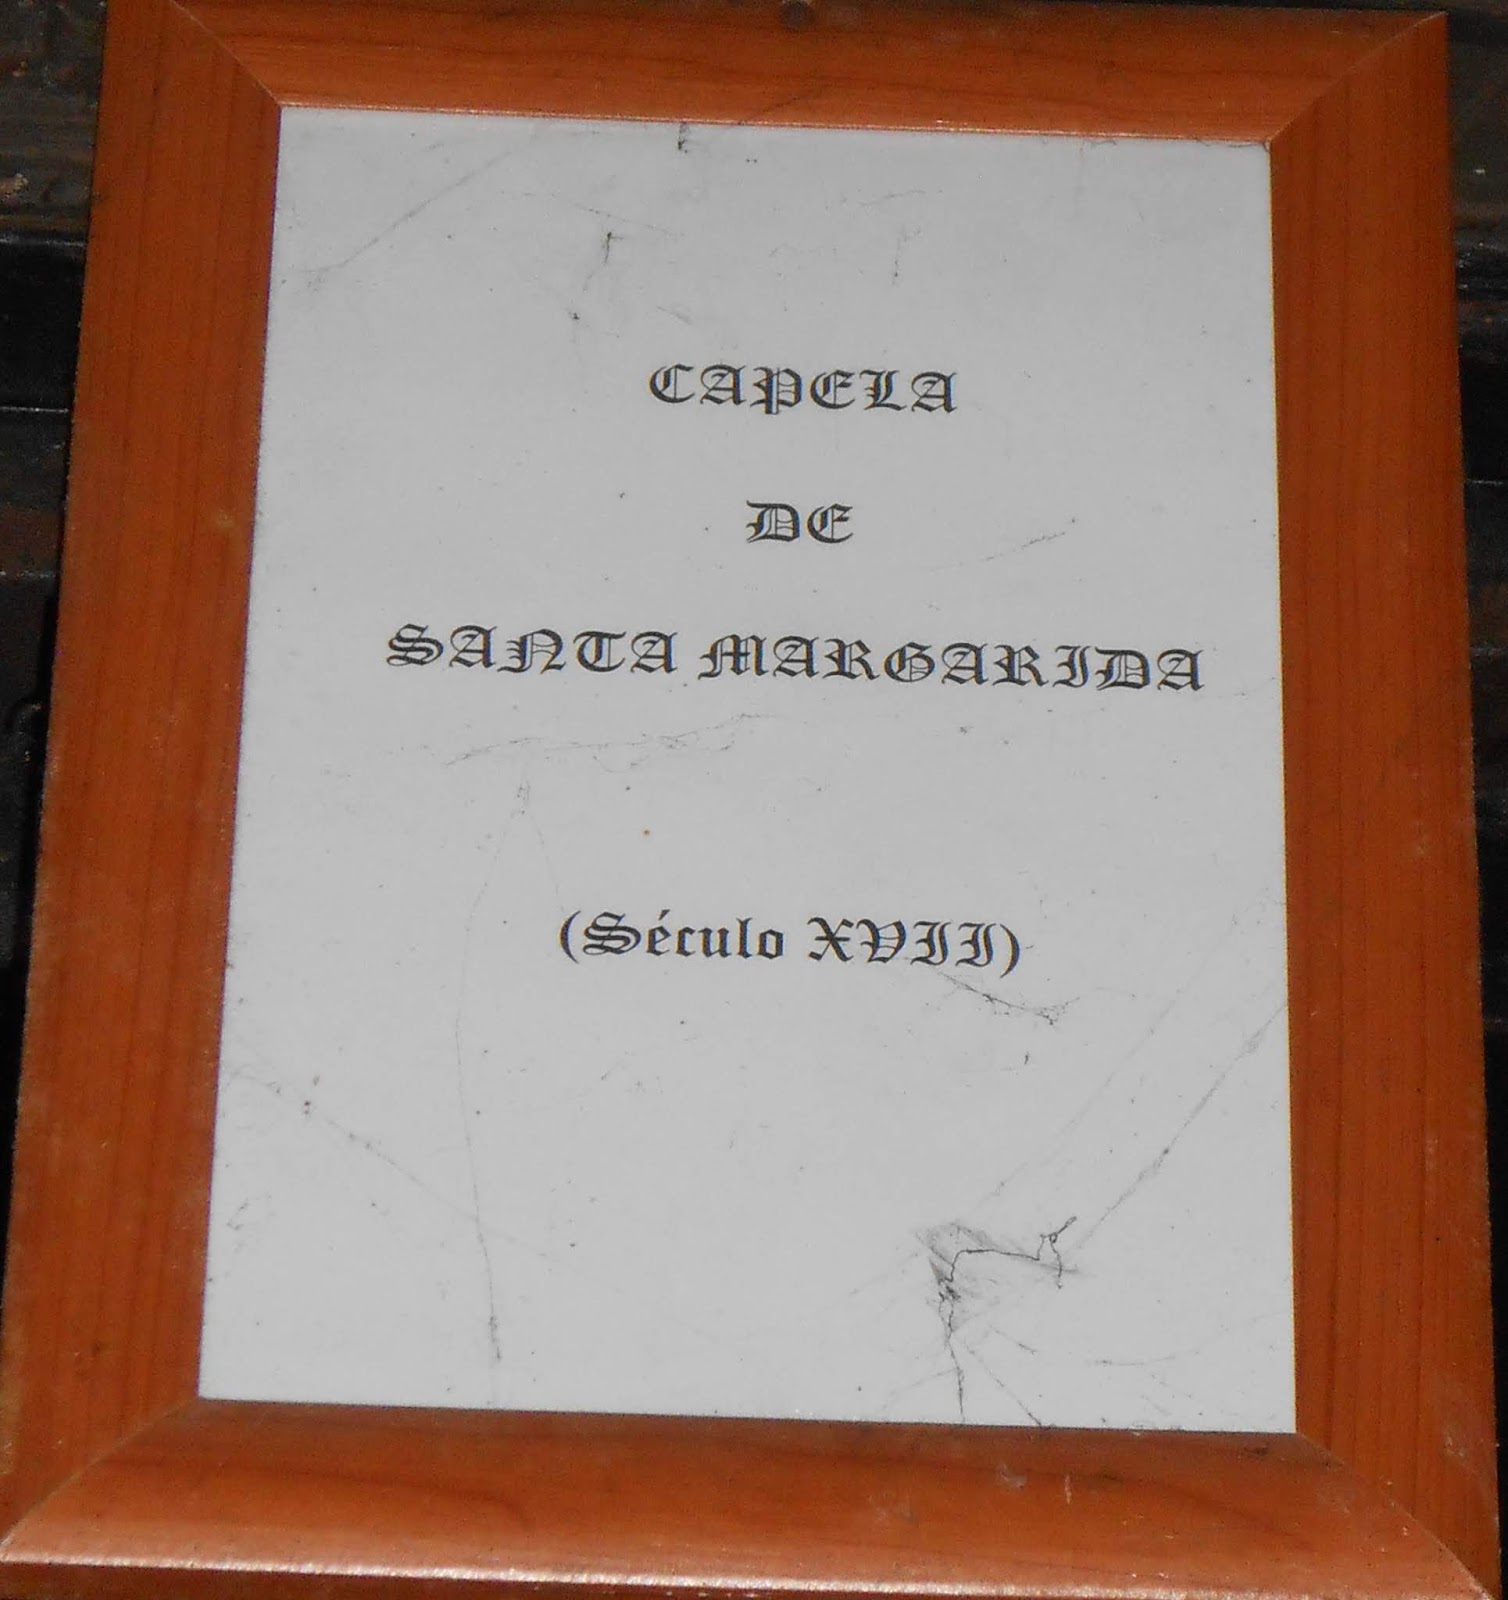 CAPELA
DE
SANTA MARGARIDA
(Século XVII)